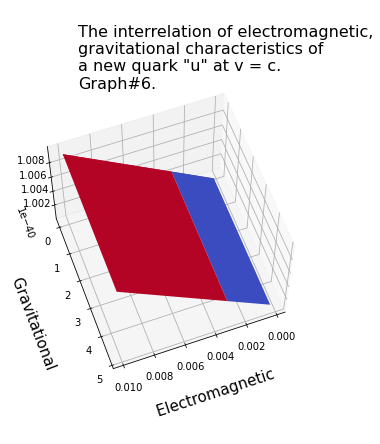 The interrelation of electromagnetic,
gravitational characteristics of
a new quark "u" at v = c.
Graph#6.
1.008
1.006
1.004
1.002
1e−40
0
1
2
3
4
5
0.010
0.008
0.006
0.004
0.002
0.000
Gravitational
Electromagnetic